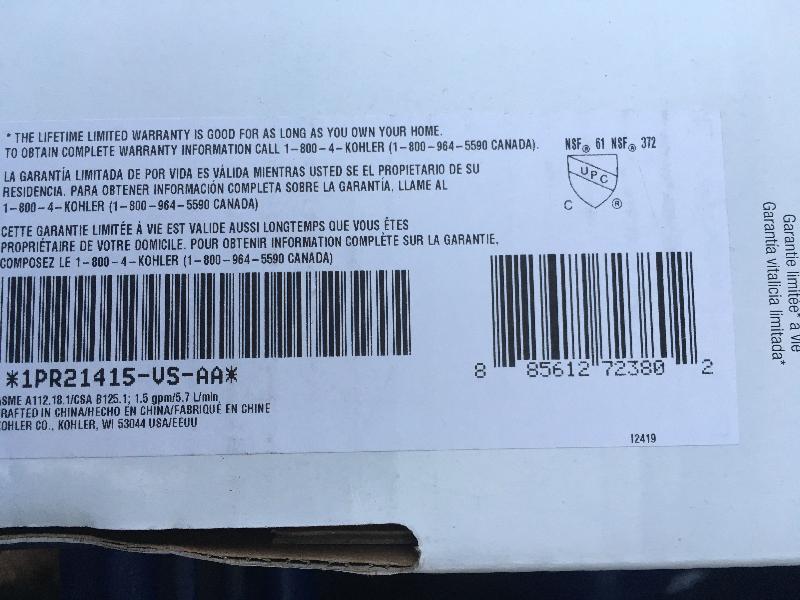 * THE LIFETIME LIMITED WARRANTY IS GOOD FOR AS LONG AS YOU OWN YOUR HOME.
TO OBTAIN COMPLETE WARRANTY INFORMATION CALL 1-800-4-KOHLER (1-800-964-5590 CANADA).
LA GARANTÍA LIMITADA DE POR VIDA ES VÁLIDA MIENTRAS USTED SE EL PROPIETARIO DE SU
RESIDENCIA. PARA OBTENER INFORMACIÓN COMPLETA SOBRE LA GARANTÍA, LLAME AL
1-800-4-KOHLER (1-800-964-5590 CANADA)
CETTE GARANTIE LIMITÉE À VIE EST VALIDE AUSSI LONGTEMPS QUE VOUS ÊTES
PROPRIÉTAIRE DE VOTRE DOMICILE. POUR OBTENIR INFORMATION COMPLÈTE SUR LA GARANTIE,
COMPOSEZ LE 1-800-4-KOHLER (1-800-964-5590 CANADA)
*1PR21415-VS-AA*
ASME A112.18.1/CSA B125.1; 1.5 gpm/5.7 L/min
CRAFTED IN CHINA/HECHO EN CHINA/FABRIQUÉ EN CHINE
KOHLER CO., KOHLER, WI 53044 USA/EEUU
NSF® 61 NSF® 372
UPC
C ®
8 85612 72380 2
12419
Garantie limitée* à vie
Garantía vitalicia limitada*